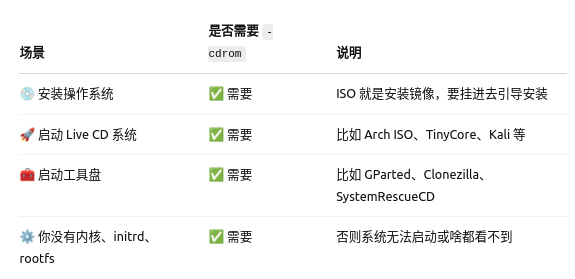 场景 是否需要 -cdrom 说明
💿 安装操作系统 ✅ 需要 ISO 就是安装镜像，要挂进去引导安装
🚀 启动 Live CD 系统 ✅ 需要 比如 Arch ISO、TinyCore、Kali 等
🧰 启动工具盘 ✅ 需要 比如 GParted、Clonezilla、
SystemRescueCD
⚙️ 你没有内核、initrd、 ✅ 需要 否则系统无法启动或啥都看不到
rootfs